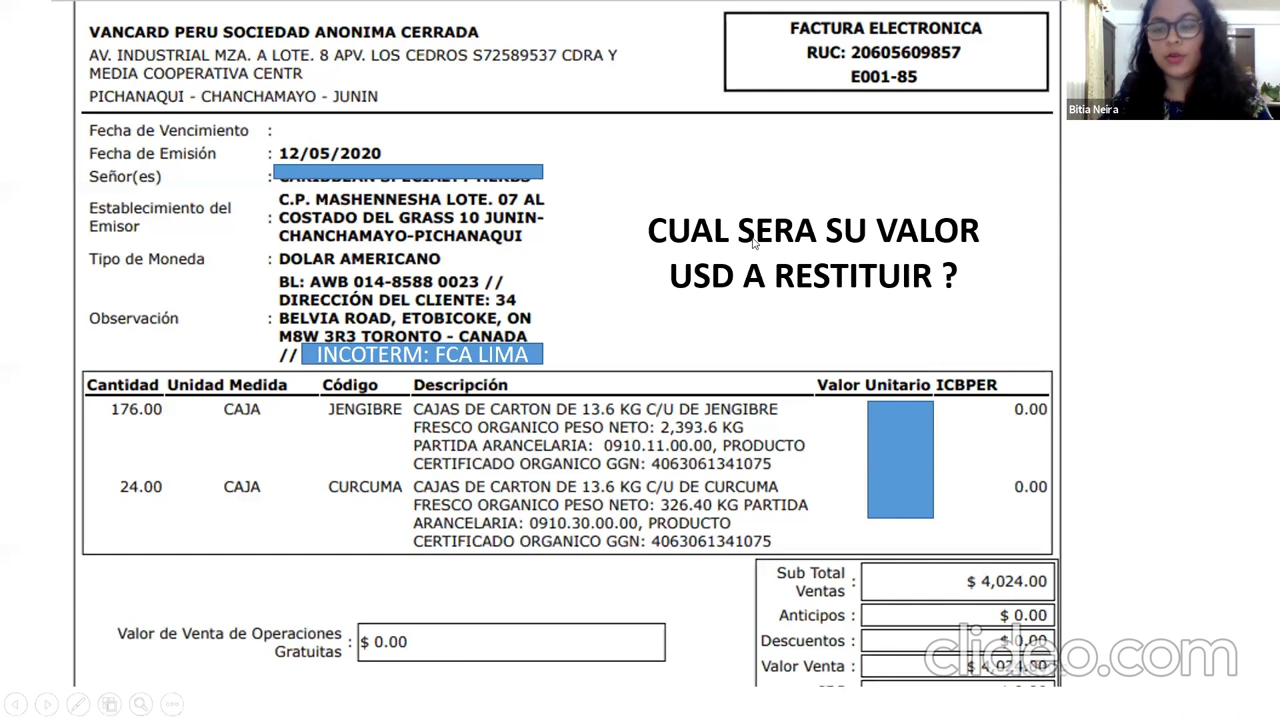 VANCARD PERU SOCIEDAD ANONIMA CERRADA
AV. INDUSTRIAL MZA. A LOTE. 8 APV. LOS CEDROS S72589537 CDRA Y
MEDIA COOPERATIVA CENTR
PICHANAQUI - CHANCHAMAYO - JUNIN
FACTURA ELECTRONICA
RUC: 20605609857
E001-85
Bitia Neira
Fecha de Vencimiento :
Fecha de Emisión : 12/05/2020
Señor(es) :
Establecimiento del Emisor : C.P. MASHENNESHA LOTE. 07 AL
COSTADO DEL GRASS 10 JUNIN-
CHANCHAMAYO-PICHANAQUI
Tipo de Moneda : DOLAR AMERICANO
Observación : BL: AWB 014-8588 0023 //
DIRECCIÓN DEL CLIENTE: 34
BELVIA ROAD, ETOBICOKE, ON
M8W 3R3 TORONTO - CANADA
// INCOTERM: FCA LIMA
CUAL SERA SU VALOR
USD A RESTITUIR ?
Cantidad Unidad Medida Código Descripción Valor Unitario ICBPER
176.00 CAJA JENGIBRE CAJAS DE CARTON DE 13.6 KG C/U DE JENGIBRE 0.00
FRESCO ORGANICO PESO NETO: 2,393.6 KG
PARTIDA ARANCELARIA: 0910.11.00.00, PRODUCTO
CERTIFICADO ORGANICO GGN: 4063061341075
24.00 CAJA CURCUMA CAJAS DE CARTON DE 13.6 KG C/U DE CURCUMA 0.00
FRESCO ORGANICO PESO NETO: 326.40 KG PARTIDA
ARANCELARIA: 0910.30.00.00, PRODUCTO
CERTIFICADO ORGANICO GGN: 4063061341075
Sub Total Ventas : $ 4,024.00
Anticipos : $ 0.00
Descuentos : $ 0.00
Valor Venta : $ 4,024.00
Valor de Venta de Operaciones Gratuitas : $ 0.00
clideo.com